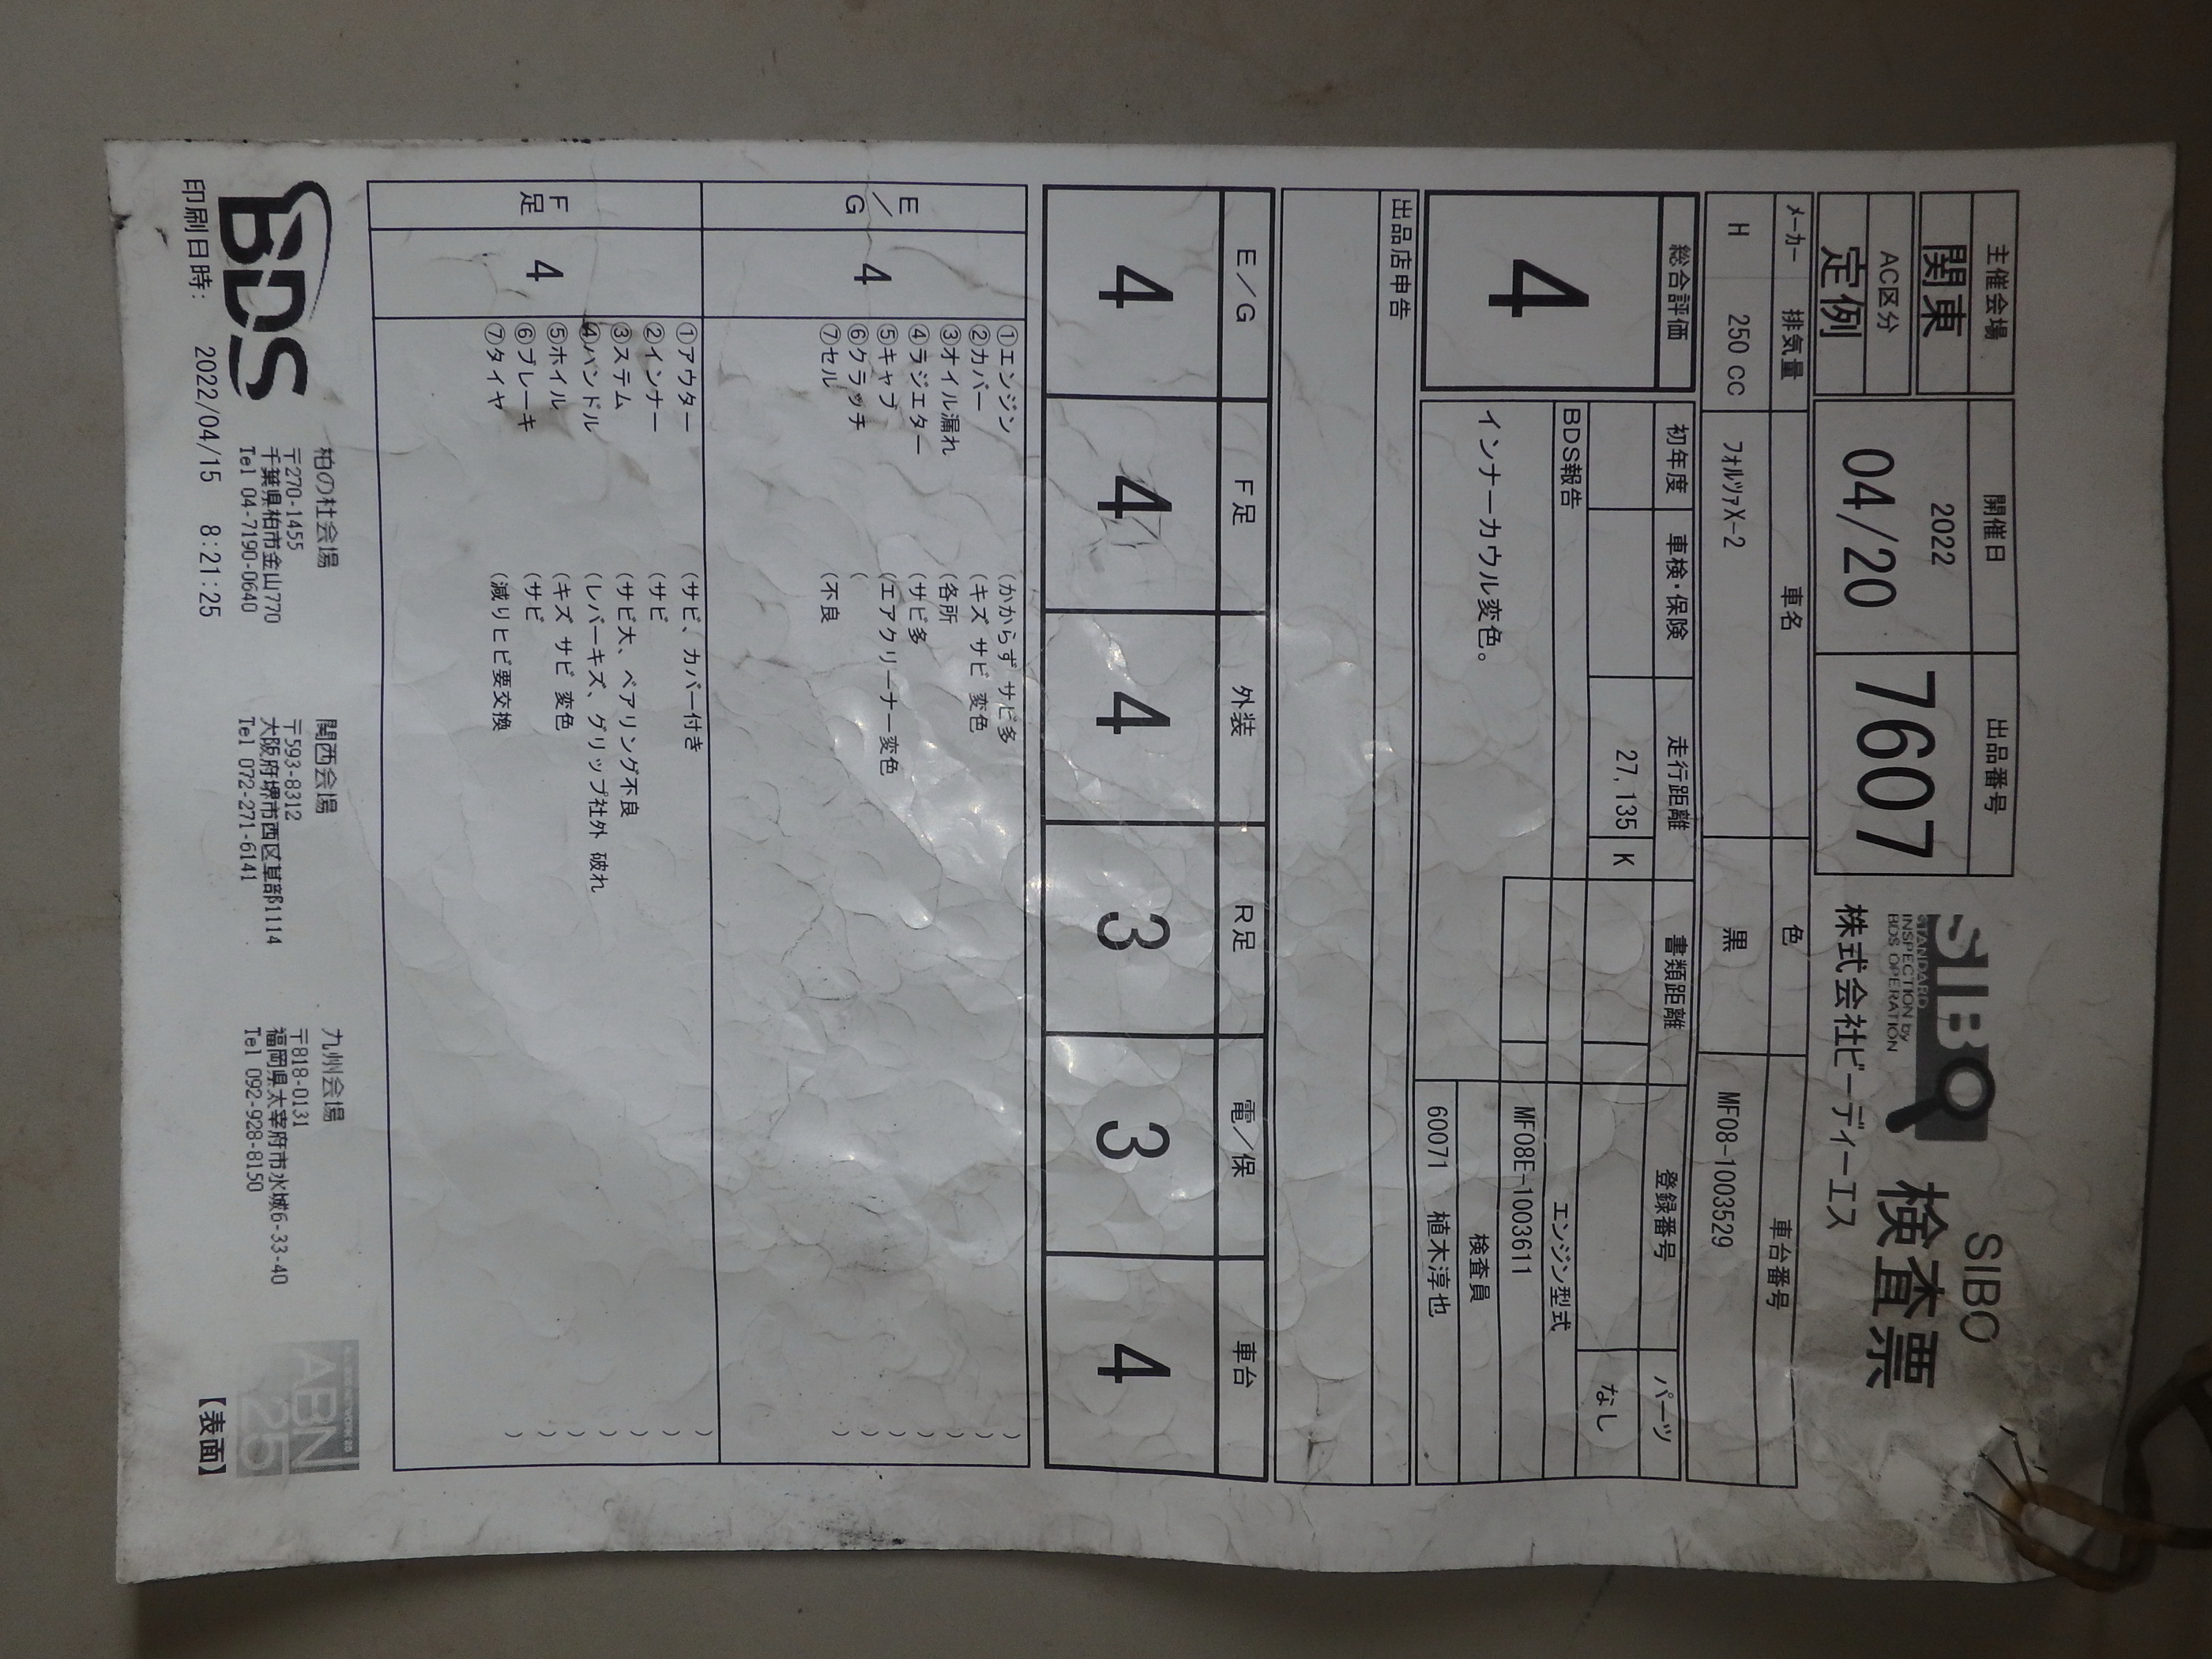 主催会場 開催日 出品番号
関東 2022
AC区分 04/20 7607
定例
SIBO
STANDARD
INSPECTION by
BDS OPERATION
株式会社ビーディーエス
SIBO
検査票
メーカー 排気量 車名 色 車台番号
H 250 CC フォルツァX-2 黒 MF08-1003529
総合評価 初年度 車検・保険 走行距離 書類距離 登録番号 パーツ
4 27,135 K なし
BDS報告 エンジン型式
インナーカウル変色。 MF08E-1003611
検査員
60071 植木淳也
出品店申告
E/G F足 外装 R足 電/保 車台
4 4 4 3 3 4
E/G 4
①エンジン (かからず サビ多 )
②カバー (キズ サビ 変色 )
③オイル漏れ (各所 )
④ラジエター (サビ多 )
⑤キャブ (エアクリーナー変色 )
⑥クラッチ ( )
⑦セル (不良 )
F足 4
①アウター (サビ、カバー付き )
②インナー (サビ )
③ステム (サビ大、ベアリング不良 )
④ハンドル (レバーキズ、グリップ社外 破れ )
⑤ホイル (キズ サビ 変色 )
⑥ブレーキ (サビ )
⑦タイヤ (減りヒビ要交換 )
BDS
柏の杜会場
〒270-1455
千葉県柏市金山770
Tel 04-7190-0640
関西会場
〒593-8312
大阪府堺市西区草部1114
Tel 072-271-6141
九州会場
〒818-0131
福岡県太宰府市水城6-33-40
Tel 092-928-8150
ABN
25
印刷日時: 2022/04/15 8:21:25
【表面】